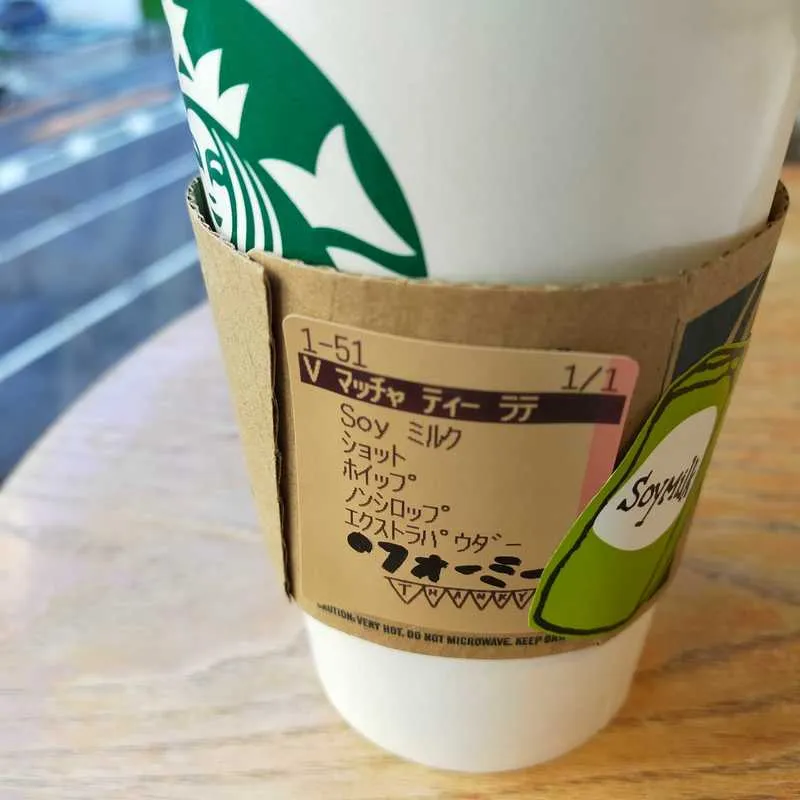 1-51
1/1
V マッチャ ティー ラテ
Soy ミルク
ショット
ホイップ
ノンシロップ
エクストラパウダー
フォーミー
THANKY
SoyMilk
CAUTION, VERY HOT, DO NOT MICROWAVE. KEEP